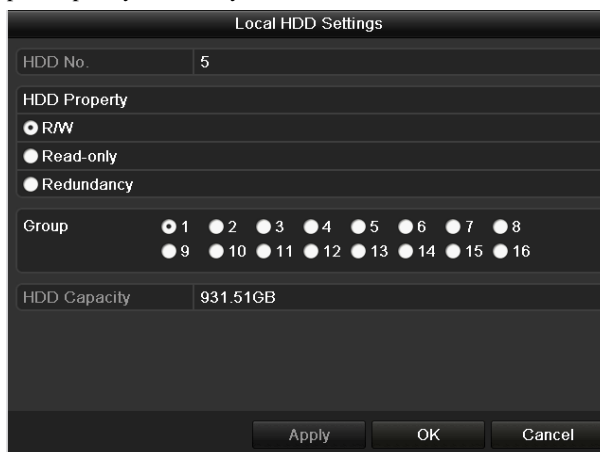 Local HDD Settings
HDD No. 5
HDD Property
R/W
Read-only
Redundancy
Group 1 2 3 4 5 6 7 8
9 10 11 12 13 14 15 16
HDD Capacity 931.51GB
Apply OK Cancel